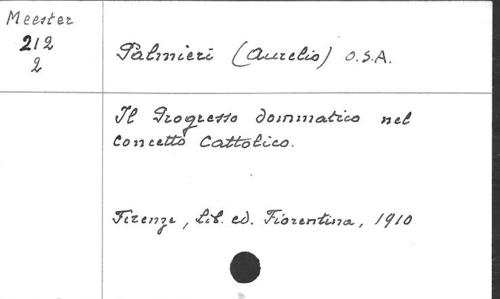 Meester
212
2
Palmieri (Aurelio) O.S.A.
Il Progresso dommatico nel
concetto Cattolico.
Firenze, Lib. ed. Fiorentina, 1910